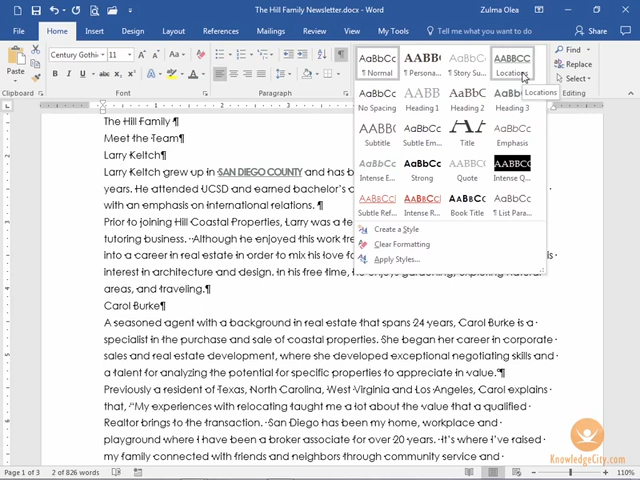 The Hill Family Newsletter.docx - Word
Zulma Olea
File Home Insert Design Layout References Mailings Review View My Tools Tell me Share
Paste
Century Gothic 11 Aa
B I U abc
Clipboard Font
Find
Replace
Select
Editing
AaBbCc AABBC AaBbCc AABBCC
¶ Normal ¶ Persona... ¶ Story Su... Locations
Locations
No Spacing Heading 1 Heading 2 Heading 3
Subtitle Subtle Em... Title Emphasis
Intense E... Strong Quote Intense Q...
Subtle Ref... Intense R... Book Title ¶ List Para...
Create a Style
Clear Formatting
Apply Styles...
The Hill Family ¶
Meet the Team¶
Larry Keltch¶
Larry Keltch grew up in SAN DIEGO COUNTY and has
years. He attended UCSD and earned bachelor's
with an emphasis on international relations. ¶
Prior to joining Hill Coastal Properties, Larry was a
tutoring business. Although he enjoyed this work
into a career in real estate in order to mix his love
interest in architecture and design. In his free time, he enjoys gardening, exploring natural
areas, and traveling.¶
Carol Burke¶
A seasoned agent with a background in real estate that spans 24 years, Carol Burke is a
specialist in the purchase and sale of coastal properties. She began her career in corporate
sales and real estate development, where she developed exceptional negotiating skills and
a talent for analyzing the potential for specific properties to appreciate in value."¶
Previously a resident of Texas, North Carolina, West Virginia and Los Angeles, Carol explains
that, "My experiences with relocating taught me a lot about the value that a qualified
Realtor brings to the transaction. San Diego has been my home, workplace and
playground where I have been a broker associate for over 20 years. It's where I've raised
my family connected with friends and neighbors through community service and
KnowledgeCity.com
Page 1 of 3 2 of 826 words 110%